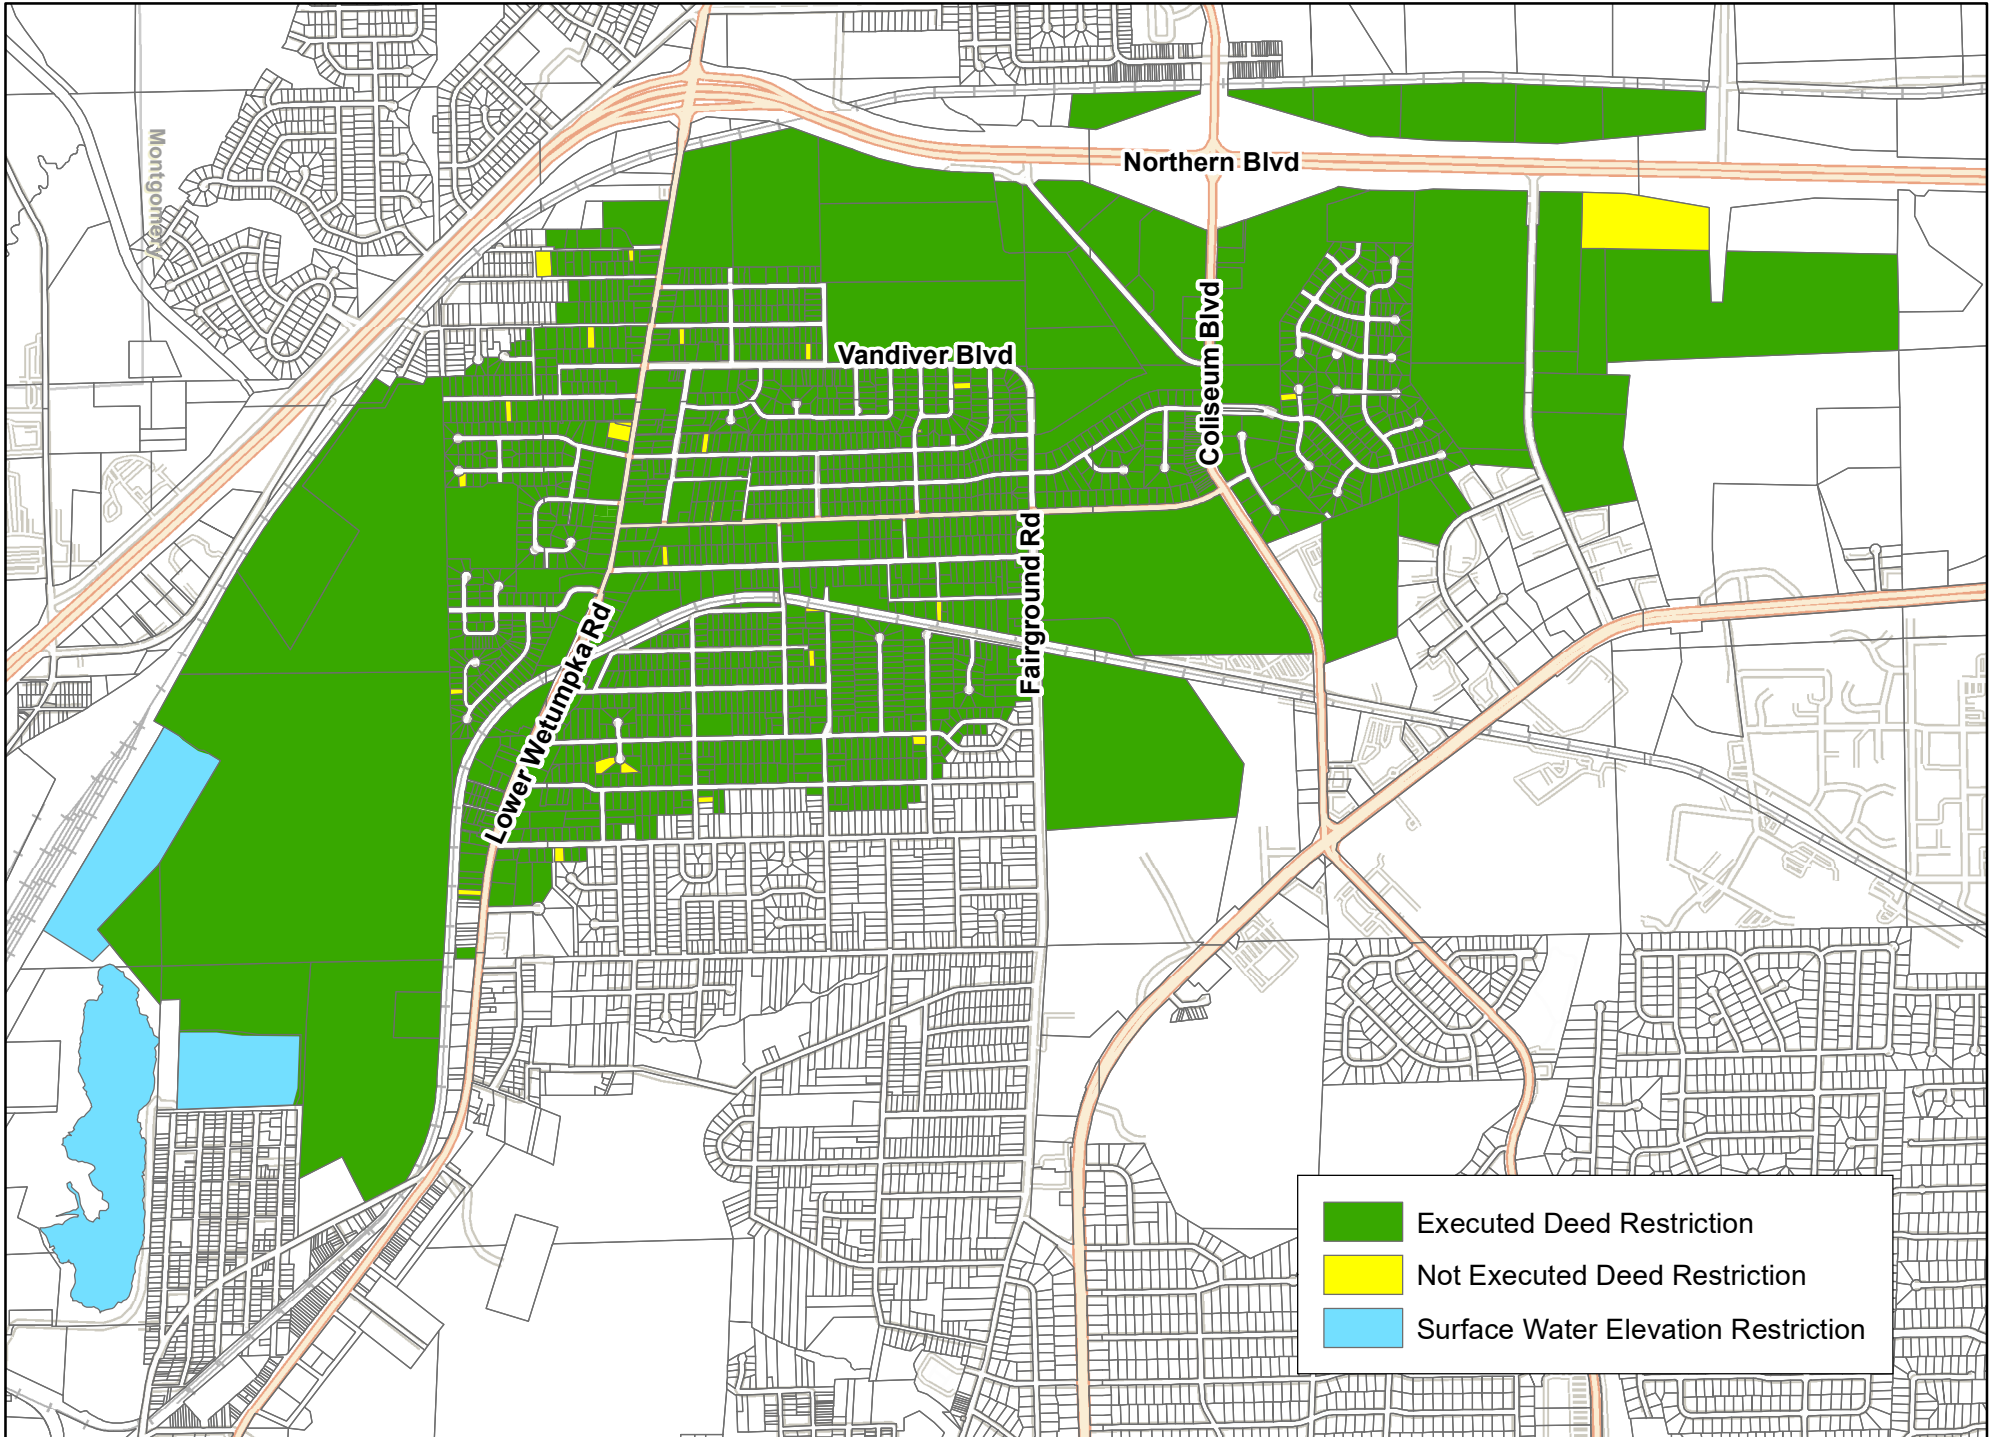 Montgomery
Northern Blvd
Vandiver Blvd
Coliseum Blvd
Fairground Rd
Lower Wetumpka Rd
Executed Deed Restriction
Not Executed Deed Restriction
Surface Water Elevation Restriction